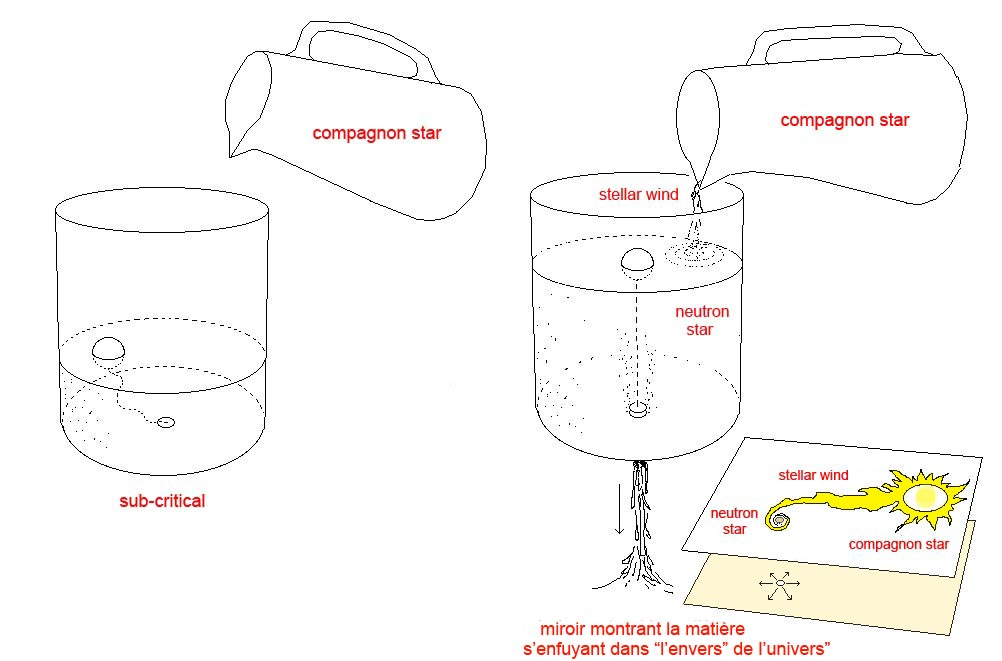 compagnon star
sub-critical
compagnon star
stellar wind
neutron
star
stellar wind
neutron
star
compagnon star
miroir montrant la matière
s'enfuyant dans “l'envers” de l'univers”